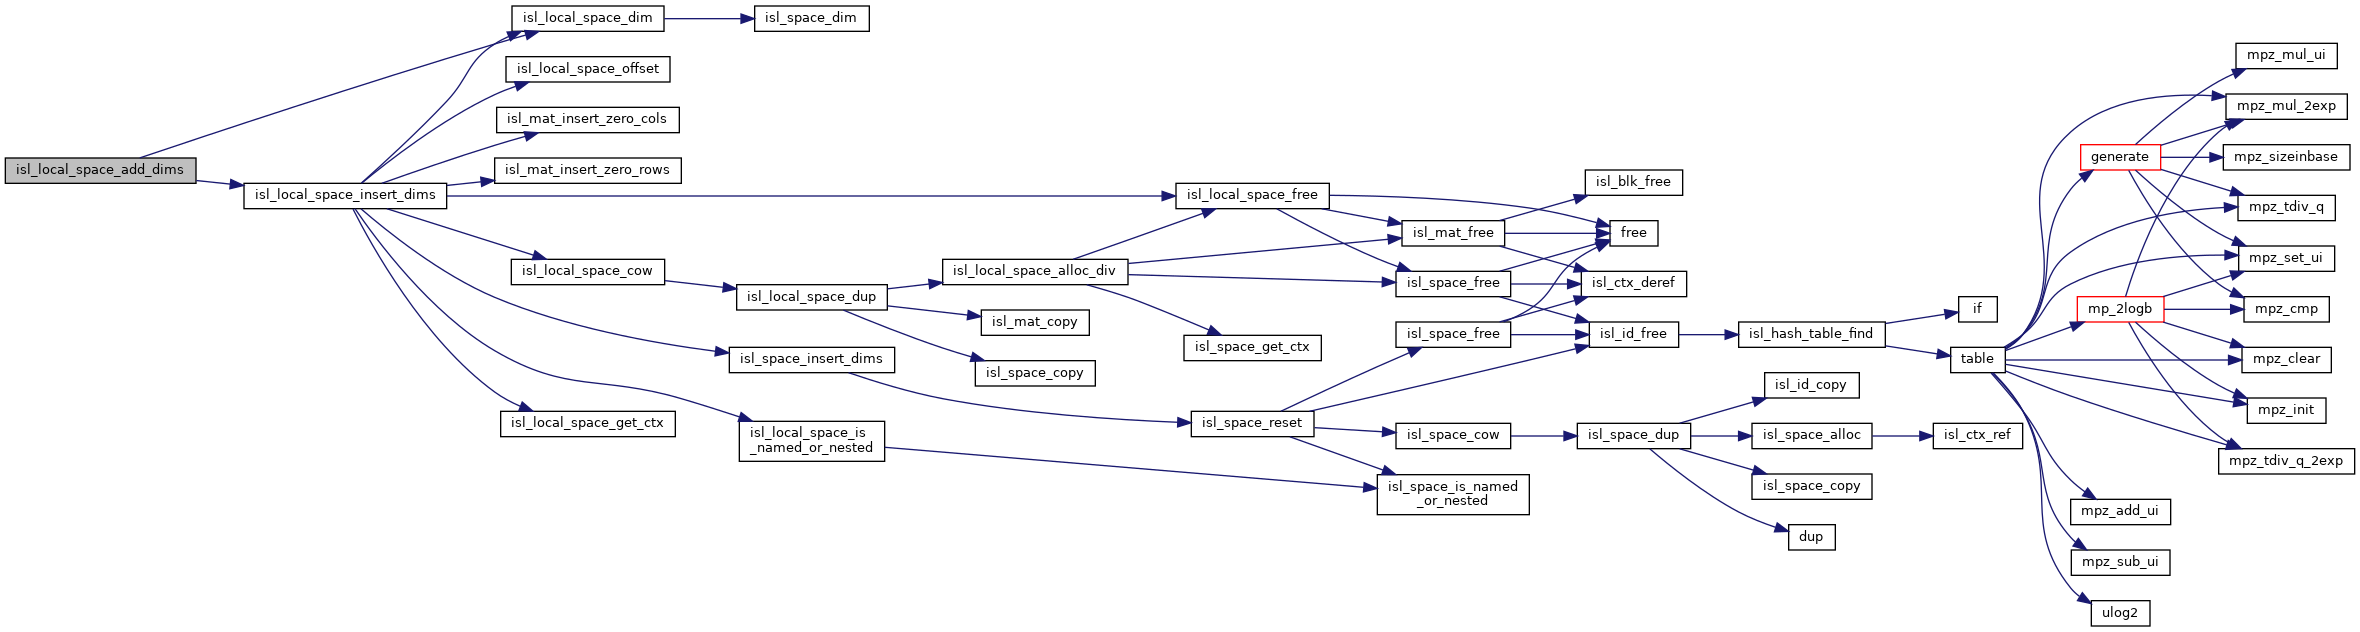 isl_local_space_add_dims
isl_local_space_dim
isl_space_dim
isl_local_space_offset
isl_mat_insert_zero_cols
isl_mat_insert_zero_rows
isl_local_space_insert_dims
isl_local_space_cow
isl_local_space_dup
isl_space_insert_dims
isl_local_space_get_ctx
isl_local_space_is
_named_or_nested
isl_local_space_alloc_div
isl_mat_copy
isl_space_copy
isl_local_space_free
isl_space_get_ctx
isl_space_reset
isl_mat_free
isl_space_free
isl_space_free
isl_space_cow
isl_space_is_named
_or_nested
isl_blk_free
free
isl_ctx_deref
isl_id_free
isl_space_dup
isl_hash_table_find
isl_id_copy
isl_space_alloc
isl_space_copy
dup
if
table
isl_ctx_ref
generate
mp_2logb
mpz_add_ui
mpz_sub_ui
ulog2
mpz_mul_ui
mpz_mul_2exp
mpz_sizeinbase
mpz_tdiv_q
mpz_set_ui
mpz_cmp
mpz_clear
mpz_init
mpz_tdiv_q_2exp